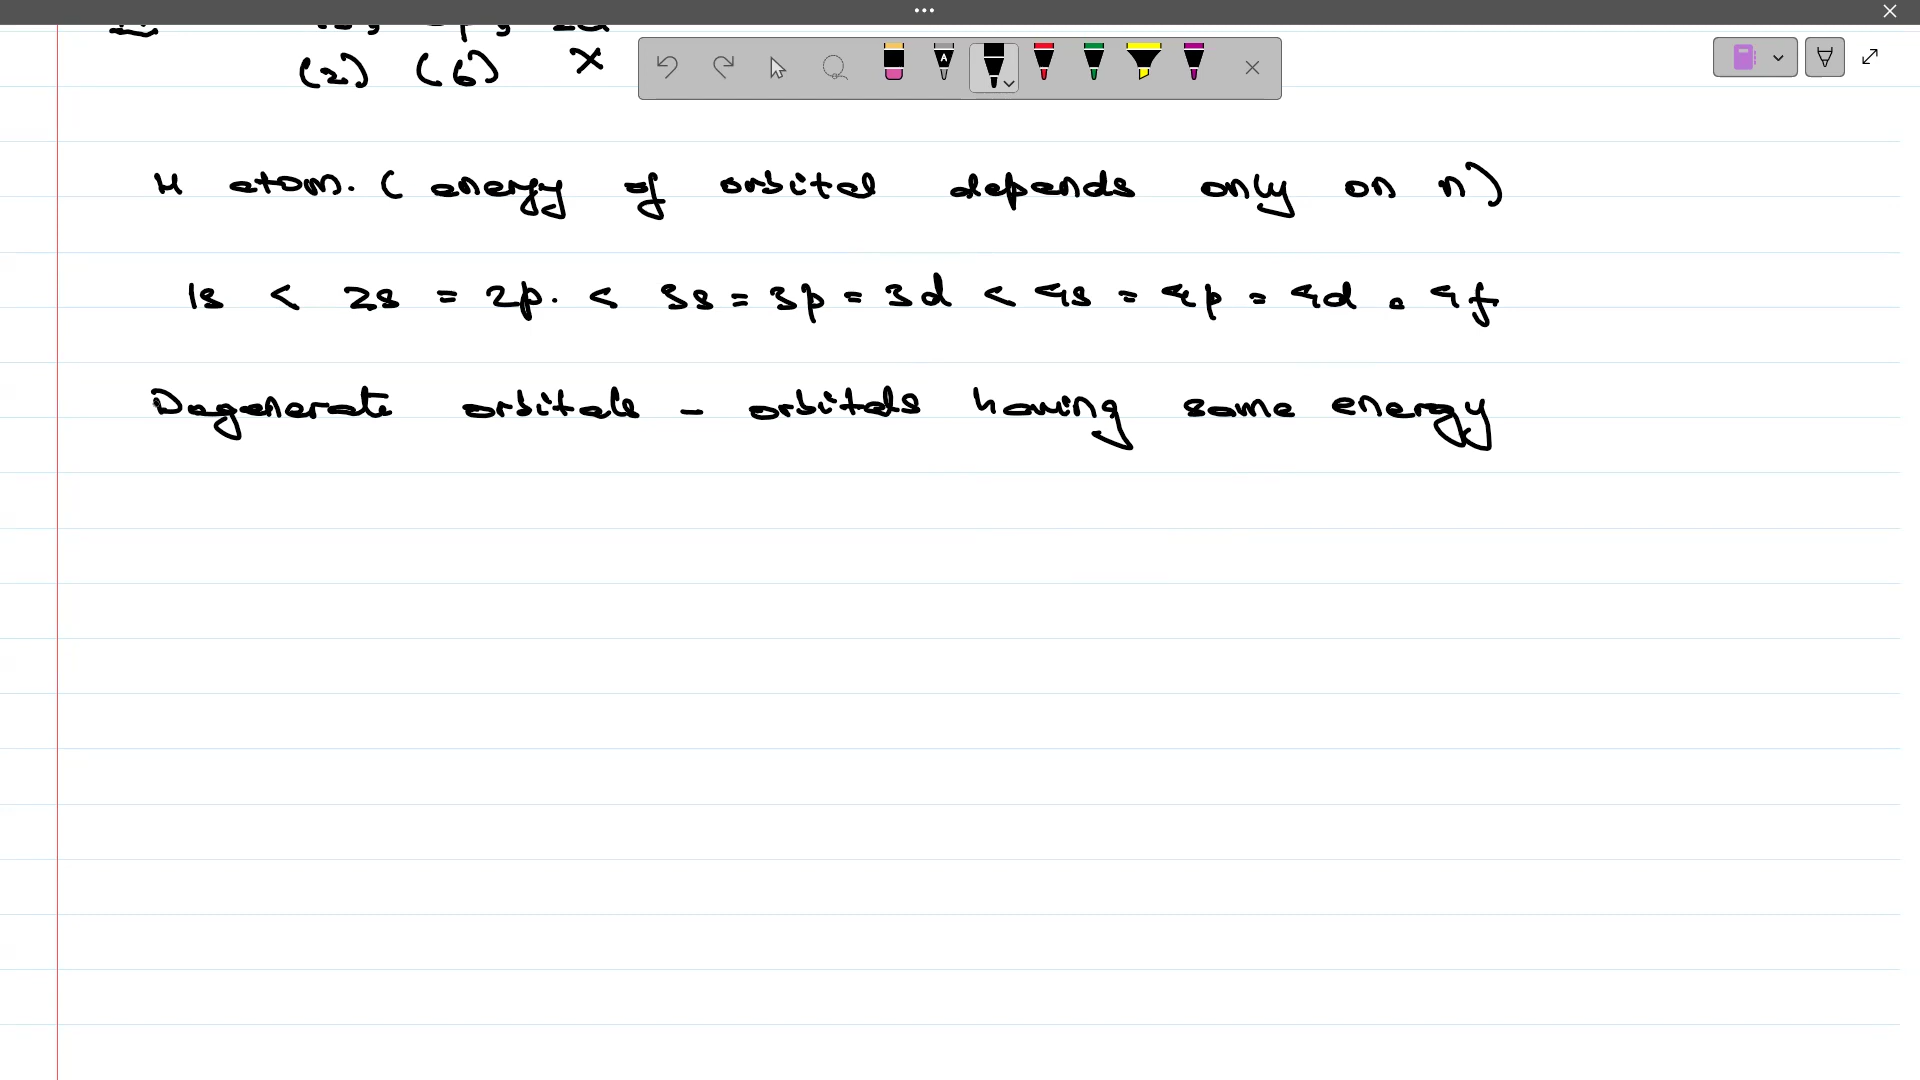 (2) (6) X
H atom. (energy of orbital depends only on n)
1s < 2s = 2p. < 3s = 3p = 3d < 4s = 4p = 4d = 4f
Degenerate orbitals - orbitals having same energy